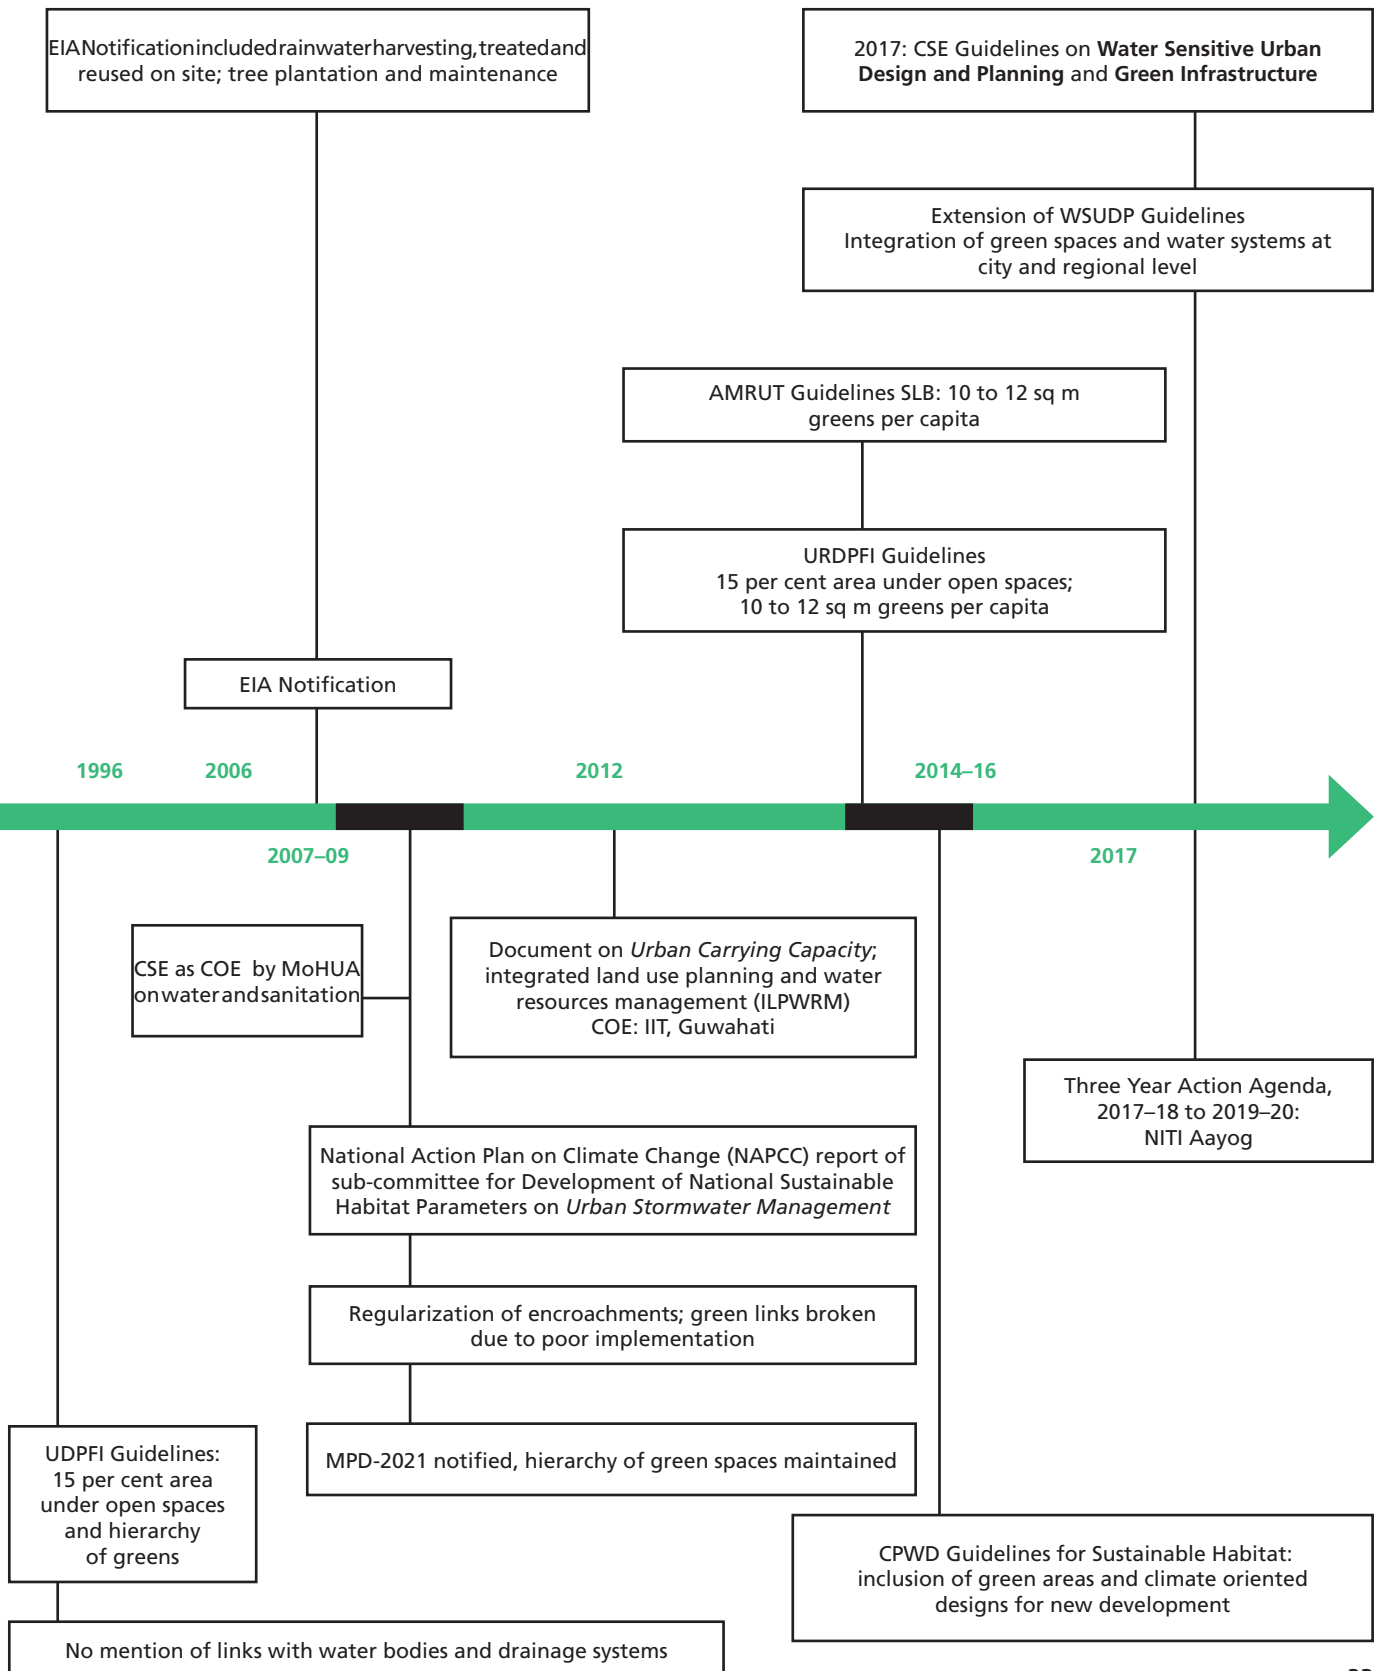 EIA Notification included rainwater harvesting, treated and
reused on site; tree plantation and maintenance
2017: CSE Guidelines on Water Sensitive Urban
Design and Planning and Green Infrastructure
Extension of WSUDP Guidelines
Integration of green spaces and water systems at
city and regional level
AMRUT Guidelines SLB: 10 to 12 sq m
greens per capita
URDPFI Guidelines
15 per cent area under open spaces;
10 to 12 sq m greens per capita
EIA Notification
1996
2006
2012
2014–16
2007–09
2017
CSE as COE by MoHUA
on water and sanitation
Document on Urban Carrying Capacity;
integrated land use planning and water
resources management (ILPWRM)
COE: IIT, Guwahati
Three Year Action Agenda,
2017–18 to 2019–20:
NITI Aayog
National Action Plan on Climate Change (NAPCC) report of
sub-committee for Development of National Sustainable
Habitat Parameters on Urban Stormwater Management
Regularization of encroachments; green links broken
due to poor implementation
MPD-2021 notified, hierarchy of green spaces maintained
UDPFI Guidelines:
15 per cent area
under open spaces
and hierarchy
of greens
CPWD Guidelines for Sustainable Habitat:
inclusion of green areas and climate oriented
designs for new development
No mention of links with water bodies and drainage systems